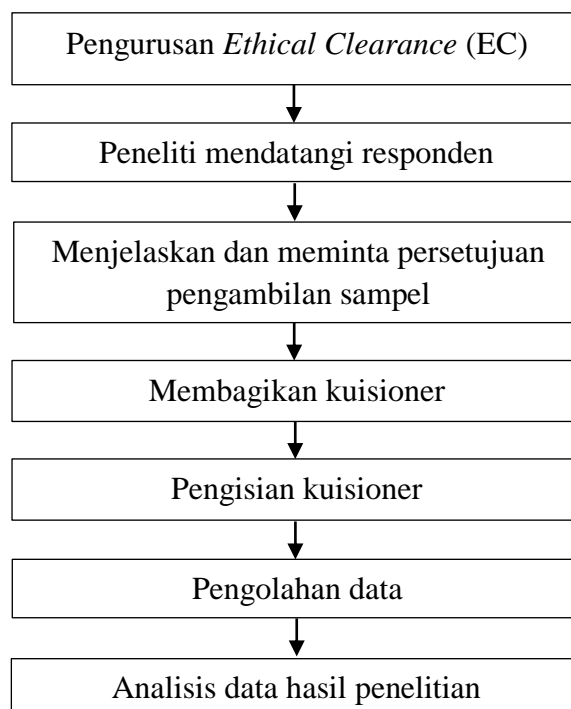 Pengurusan Ethical Clearance (EC)
Peneliti mendatangi responden
Menjelaskan dan meminta persetujuan
pengambilan sampel
Membagikan kuisioner
Pengisian kuisioner
Pengolahan data
Analisis data hasil penelitian